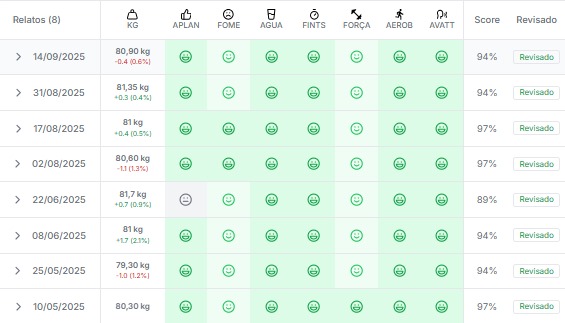 Relatos (8) KG APLAN FOME AGUA FINTS FORÇA AEROB AVATT Score Revisado
14/09/2025 80,90 kg 94% Revisado
-0.4 (0.6%)
31/08/2025 81,35 kg 94% Revisado
+0.3 (0.4%)
17/08/2025 81 kg 97% Revisado
+0.4 (0.5%)
02/08/2025 80,60 kg 97% Revisado
-1.1 (1.3%)
22/06/2025 81,7 kg 89% Revisado
+0.7 (0.9%)
08/06/2025 81 kg 94% Revisado
+1.7 (2.1%)
25/05/2025 79,30 kg 94% Revisado
-1.0 (1.2%)
10/05/2025 80,30 kg 97% Revisado